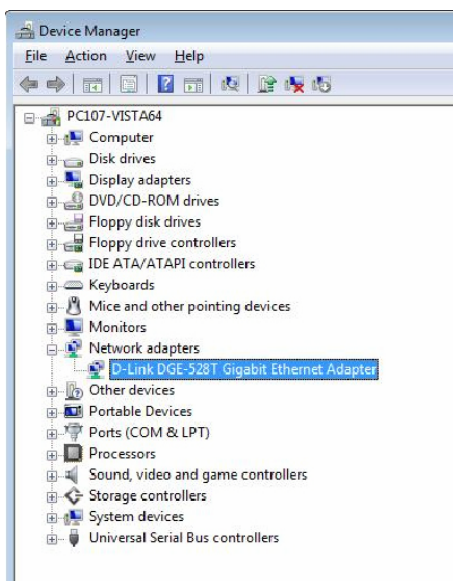 Device Manager
File Action View Help
PC107-VISTA64
Computer
Disk drives
Display adapters
DVD/CD-ROM drives
Floppy disk drives
Floppy drive controllers
IDE ATA/ATAPI controllers
Keyboards
Mice and other pointing devices
Monitors
Network adapters
D-Link DGE-528T Gigabit Ethernet Adapter
Other devices
Portable Devices
Ports (COM & LPT)
Processors
Sound, video and game controllers
Storage controllers
System devices
Universal Serial Bus controllers